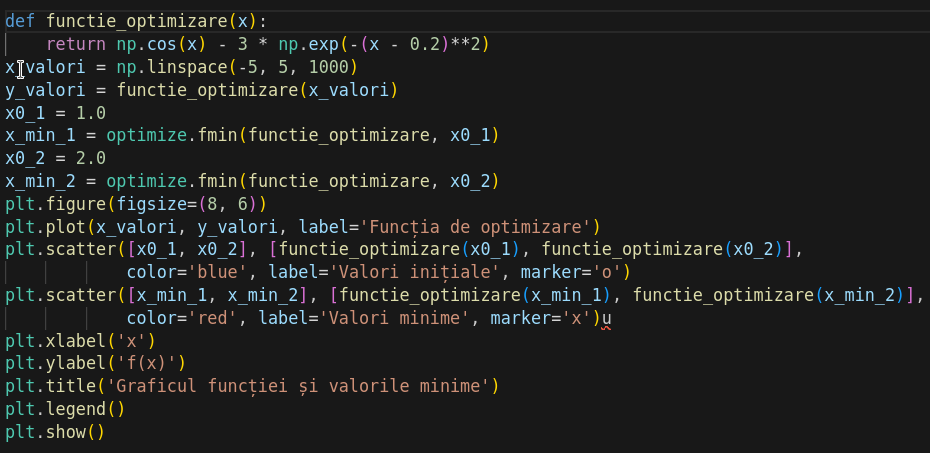 def functie_optimizare(x):
    return np.cos(x) - 3 * np.exp(-(x - 0.2)**2)
x_valori = np.linspace(-5, 5, 1000)
y_valori = functie_optimizare(x_valori)
x0_1 = 1.0
x_min_1 = optimize.fmin(functie_optimizare, x0_1)
x0_2 = 2.0
x_min_2 = optimize.fmin(functie_optimizare, x0_2)
plt.figure(figsize=(8, 6))
plt.plot(x_valori, y_valori, label='Funcția de optimizare')
plt.scatter([x0_1, x0_2], [functie_optimizare(x0_1), functie_optimizare(x0_2)],
            color='blue', label='Valori inițiale', marker='o')
plt.scatter([x_min_1, x_min_2], [functie_optimizare(x_min_1), functie_optimizare(x_min_2)],
            color='red', label='Valori minime', marker='x')u
plt.xlabel('x')
plt.ylabel('f(x)')
plt.title('Graficul funcției și valorile minime')
plt.legend()
plt.show()